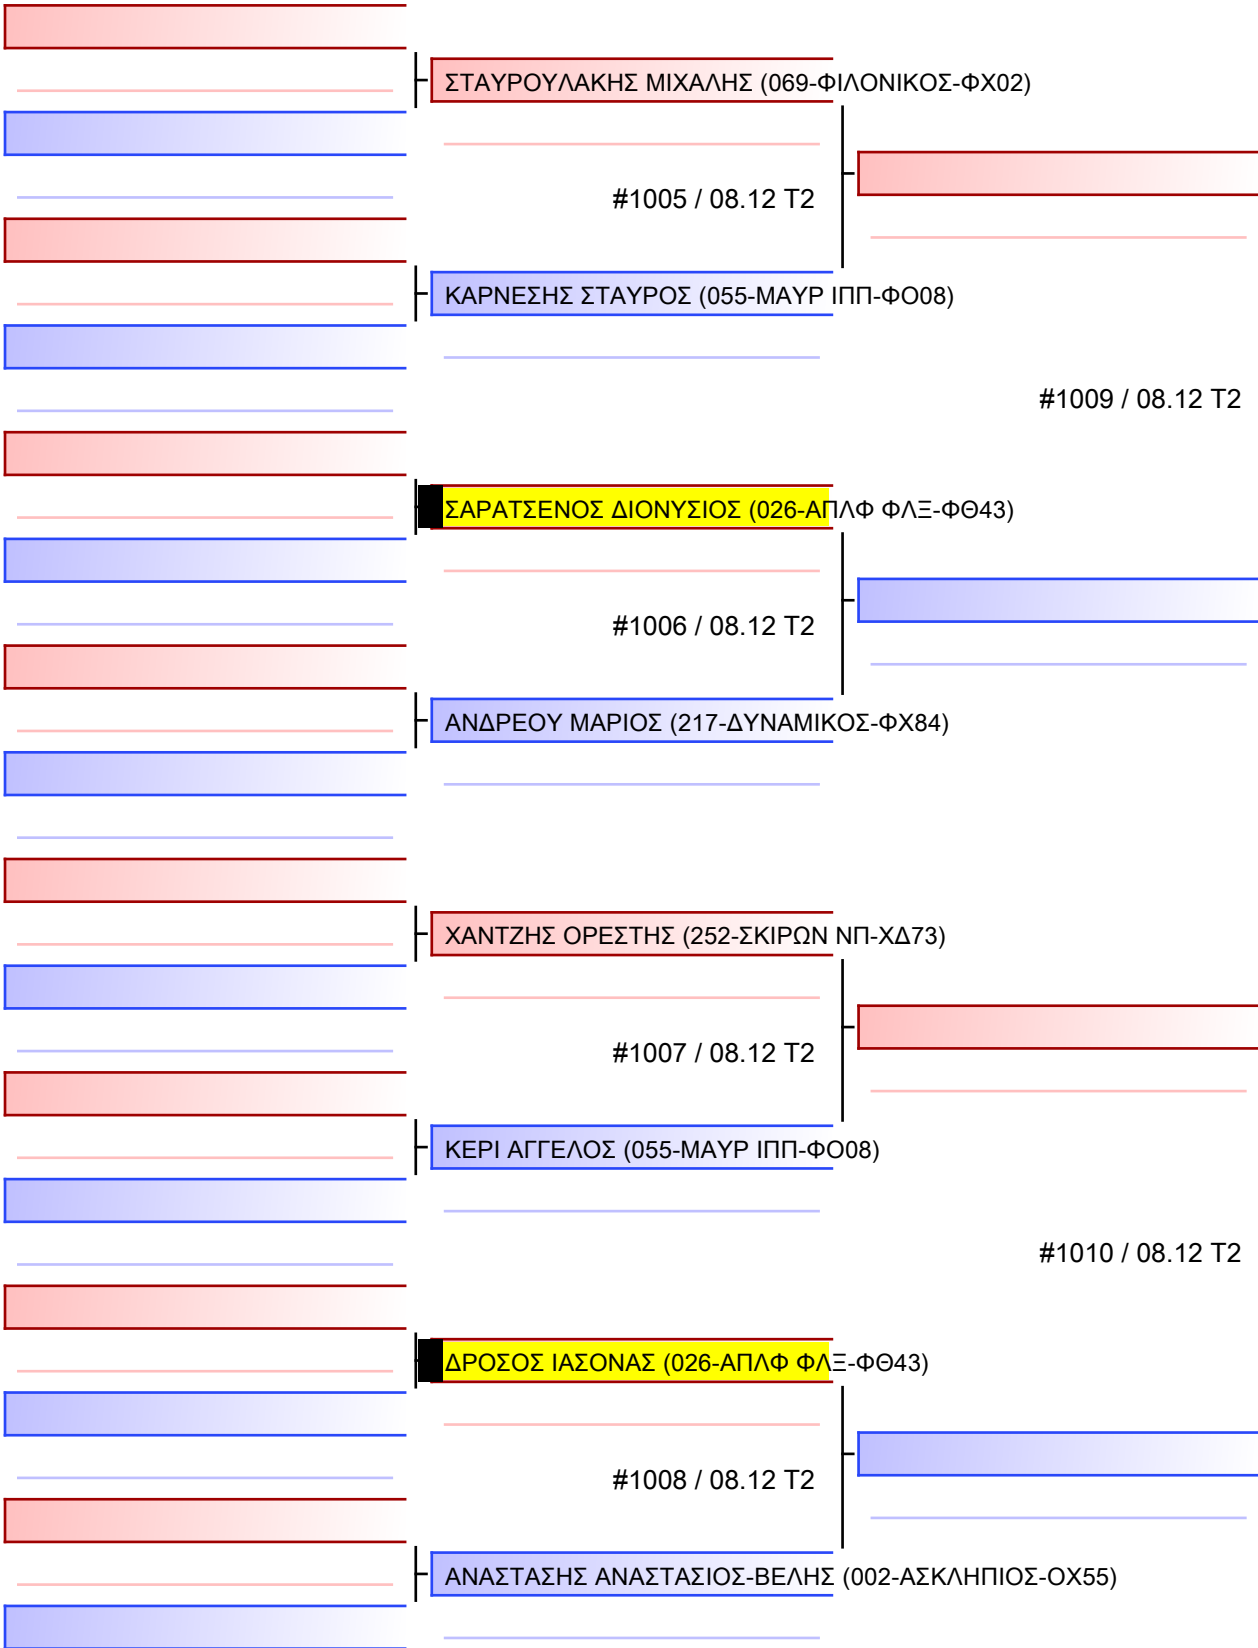 ΣΤΑΥΡΟΥΛΑΚΗΣ ΜΙΧΑΛΗΣ (069-ΦΙΛΟΝΙΚΟΣ-ΦΧ02)
#1005 / 08.12 T2
ΚΑΡΝΕΣΗΣ ΣΤΑΥΡΟΣ (055-ΜΑΥΡ ΙΠΠ-ΦΟ08)
#1009 / 08.12 T2
ΣΑΡΑΤΣΕΝΟΣ ΔΙΟΝΥΣΙΟΣ (026-ΑΠΛΦ ΦΛΞ-ΦΘ43)
#1006 / 08.12 T2
ΑΝΔΡΕΟΥ ΜΑΡΙΟΣ (217-ΔΥΝΑΜΙΚΟΣ-ΦΧ84)
ΧΑΝΤΖΗΣ ΟΡΕΣΤΗΣ (252-ΣΚΙΡΩΝ ΝΠ-ΧΔ73)
#1007 / 08.12 T2
ΚΕΡΙ ΑΓΓΕΛΟΣ (055-ΜΑΥΡ ΙΠΠ-ΦΟ08)
#1010 / 08.12 T2
ΔΡΟΣΟΣ ΙΑΣΟΝΑΣ (026-ΑΠΛΦ ΦΛΞ-ΦΘ43)
#1008 / 08.12 T2
ΑΝΑΣΤΑΣΗΣ ΑΝΑΣΤΑΣΙΟΣ-ΒΕΛΗΣ (002-ΑΣΚΛΗΠΙΟΣ-ΟΧ55)